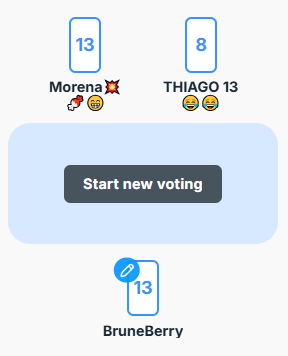 13
8
Morena💥
📌😁
THIAGO 13
😂😂
Start new voting
13
BruneBerry